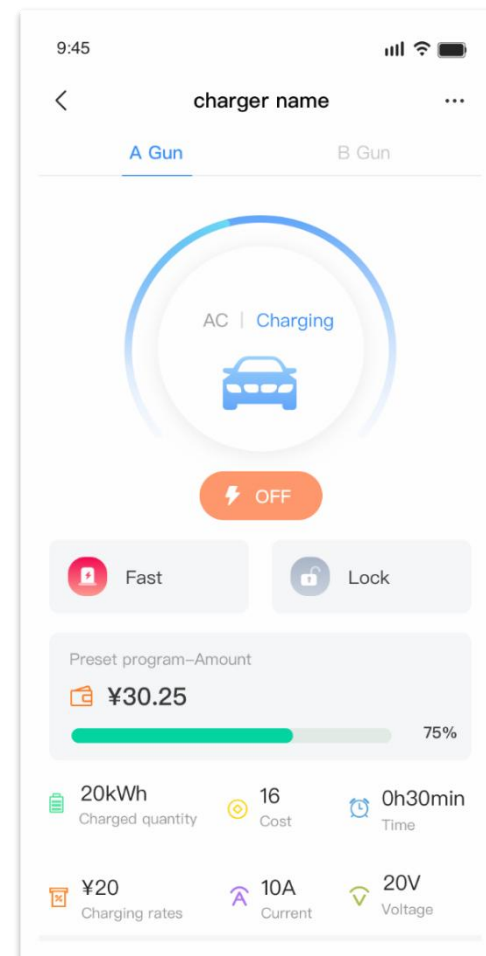 9:45
charger name
A Gun
B Gun
AC | Charging
OFF
Fast
Lock
Preset program–Amount
¥30.25
75%
20kWh
Charged quantity
16
Cost
0h30min
Time
¥20
Charging rates
10A
Current
20V
Voltage